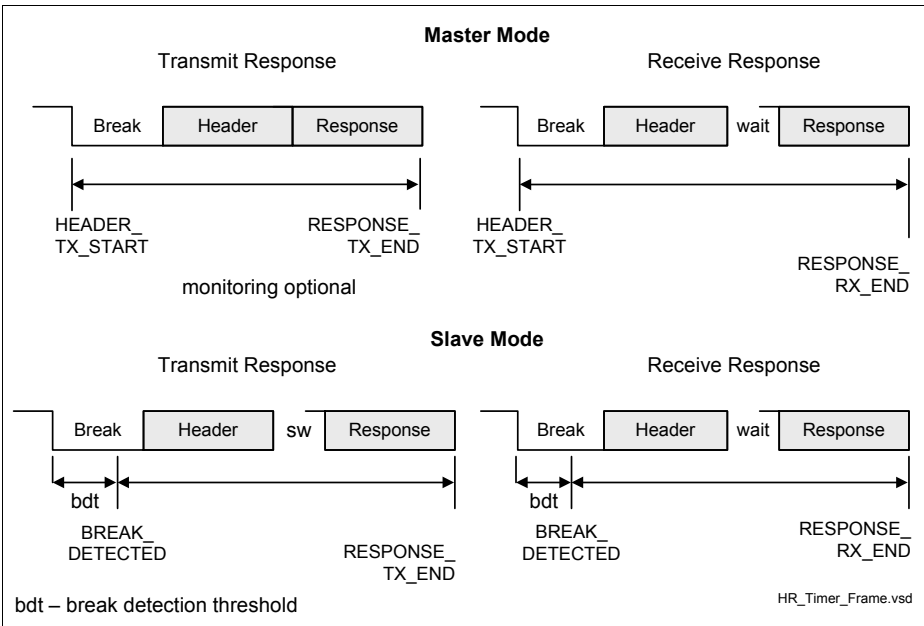 Master Mode
Transmit Response
Receive Response
Break
Header
Response
Break
Header
wait
Response
HEADER_
TX_START
RESPONSE_
TX_END
HEADER_
TX_START
RESPONSE_
RX_END
monitoring optional
Slave Mode
Transmit Response
Receive Response
Break
Header
sw
Response
Break
Header
wait
Response
bdt
bdt
BREAK_
DETECTED
RESPONSE_
TX_END
BREAK_
DETECTED
RESPONSE_
RX_END
bdt – break detection threshold
HR_Timer_Frame.vsd